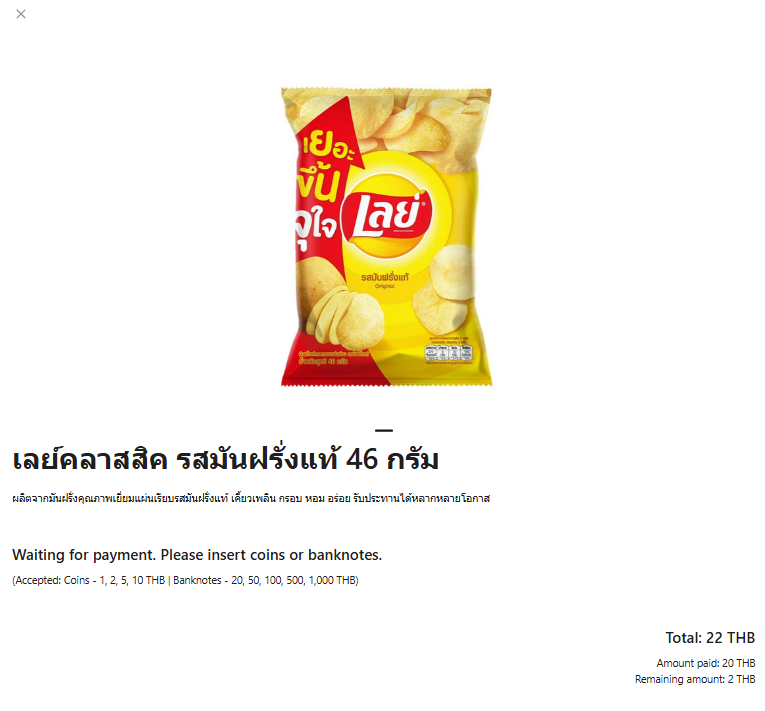 เยอะ
ขึ้น
จุใจ
เลย์
รสมันฝรั่งแท้
Original
เลย์คลาสสิค รสมันฝรั่งแท้ 46 กรัม
ผลิตจากมันฝรั่งคุณภาพเยี่ยมแผ่นเรียบรสมันฝรั่งแท้ เคี้ยวเพลิน กรอบ หอม อร่อย รับประทานได้หลากหลายโอกาส
Waiting for payment. Please insert coins or banknotes.
(Accepted: Coins - 1, 2, 5, 10 THB | Banknotes - 20, 50, 100, 500, 1,000 THB)
Total: 22 THB
Amount paid: 20 THB
Remaining amount: 2 THB